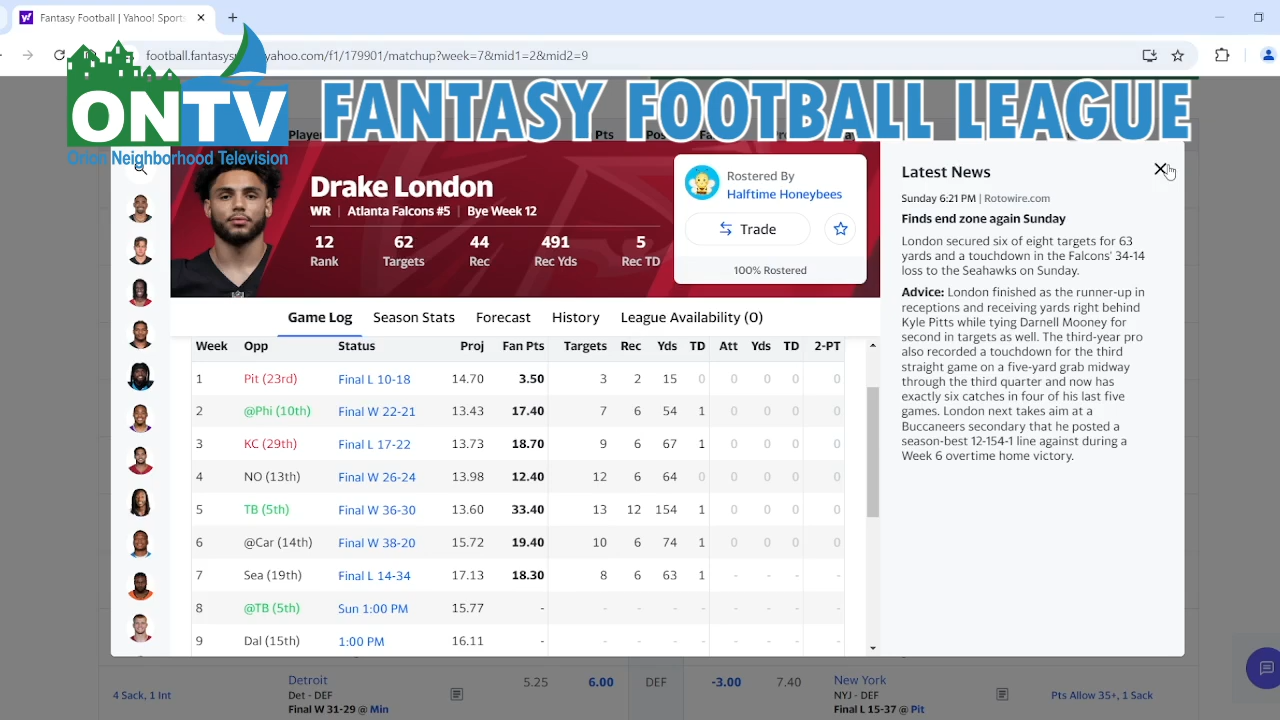 Fantasy Football | Yahoo! Sport
football.fantasys
yahoo.com/f1/179901/matchup?week=7&mid1=2&mid2=9
ONTV
Orion Neighborhood Television
FANTASY FOOTBALL LEAGUE
Player
Pts
Drake London
WR | Atlanta Falcons #5 | Bye Week 12
12 62 44 491 5
Rank Targets Rec Rec Yds Rec TD
Rostered By
Halftime Honeybees
Trade
100% Rostered
Game Log Season Stats Forecast History League Availability (0)
Week Opp Status Proj Fan Pts Targets Rec Yds TD Att Yds TD 2-PT
1 Pit (23rd) Final L 10-18 14.70 3.50 3 2 15 0 0 0 0 0
2 @Phi (10th) Final W 22-21 13.43 17.40 7 6 54 1 0 0 0 0
3 KC (29th) Final L 17-22 13.73 18.70 9 6 67 1 0 0 0 0
4 NO (13th) Final W 26-24 13.98 12.40 12 6 64 0 0 0 0 0
5 TB (5th) Final W 36-30 13.60 33.40 13 12 154 1 0 0 0 0
6 @Car (14th) Final W 38-20 15.72 19.40 10 6 74 1 0 0 0 0
7 Sea (19th) Final L 14-34 17.13 18.30 8 6 63 1 - - - -
8 @TB (5th) Sun 1:00 PM 15.77 - - - - - - - - -
9 Dal (15th) 1:00 PM 16.11 - - - - - - - - -
Latest News
Sunday 6:21 PM | Rotowire.com
Finds end zone again Sunday
London secured six of eight targets for 63
yards and a touchdown in the Falcons' 34-14
loss to the Seahawks on Sunday.
Advice: London finished as the runner-up in
receptions and receiving yards right behind
Kyle Pitts while tying Darnell Mooney for
second in targets as well. The third-year pro
also recorded a touchdown for the third
straight game on a five-yard grab midway
through the third quarter and now has
exactly six catches in four of his last five
games. London next takes aim at a
Buccaneers secondary that he posted a
season-best 12-154-1 line against during a
Week 6 overtime home victory.
4 Sack, 1 Int
Detroit
Det - DEF
Final W 31-29 @ Min
5.25 6.00 DEF -3.00 7.40
New York
NYJ - DEF
Final L 15-37 @ Pit
Pts Allow 35+, 1 Sack